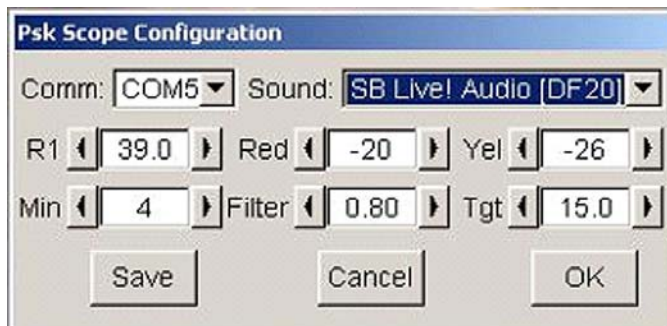 Psk Scope Configuration
Comm: COM5 Sound: SB Live! Audio [DF20]
R1 39.0 Red -20 Yel -26
Min 4 Filter 0.80 Tgt 15.0
Save Cancel OK